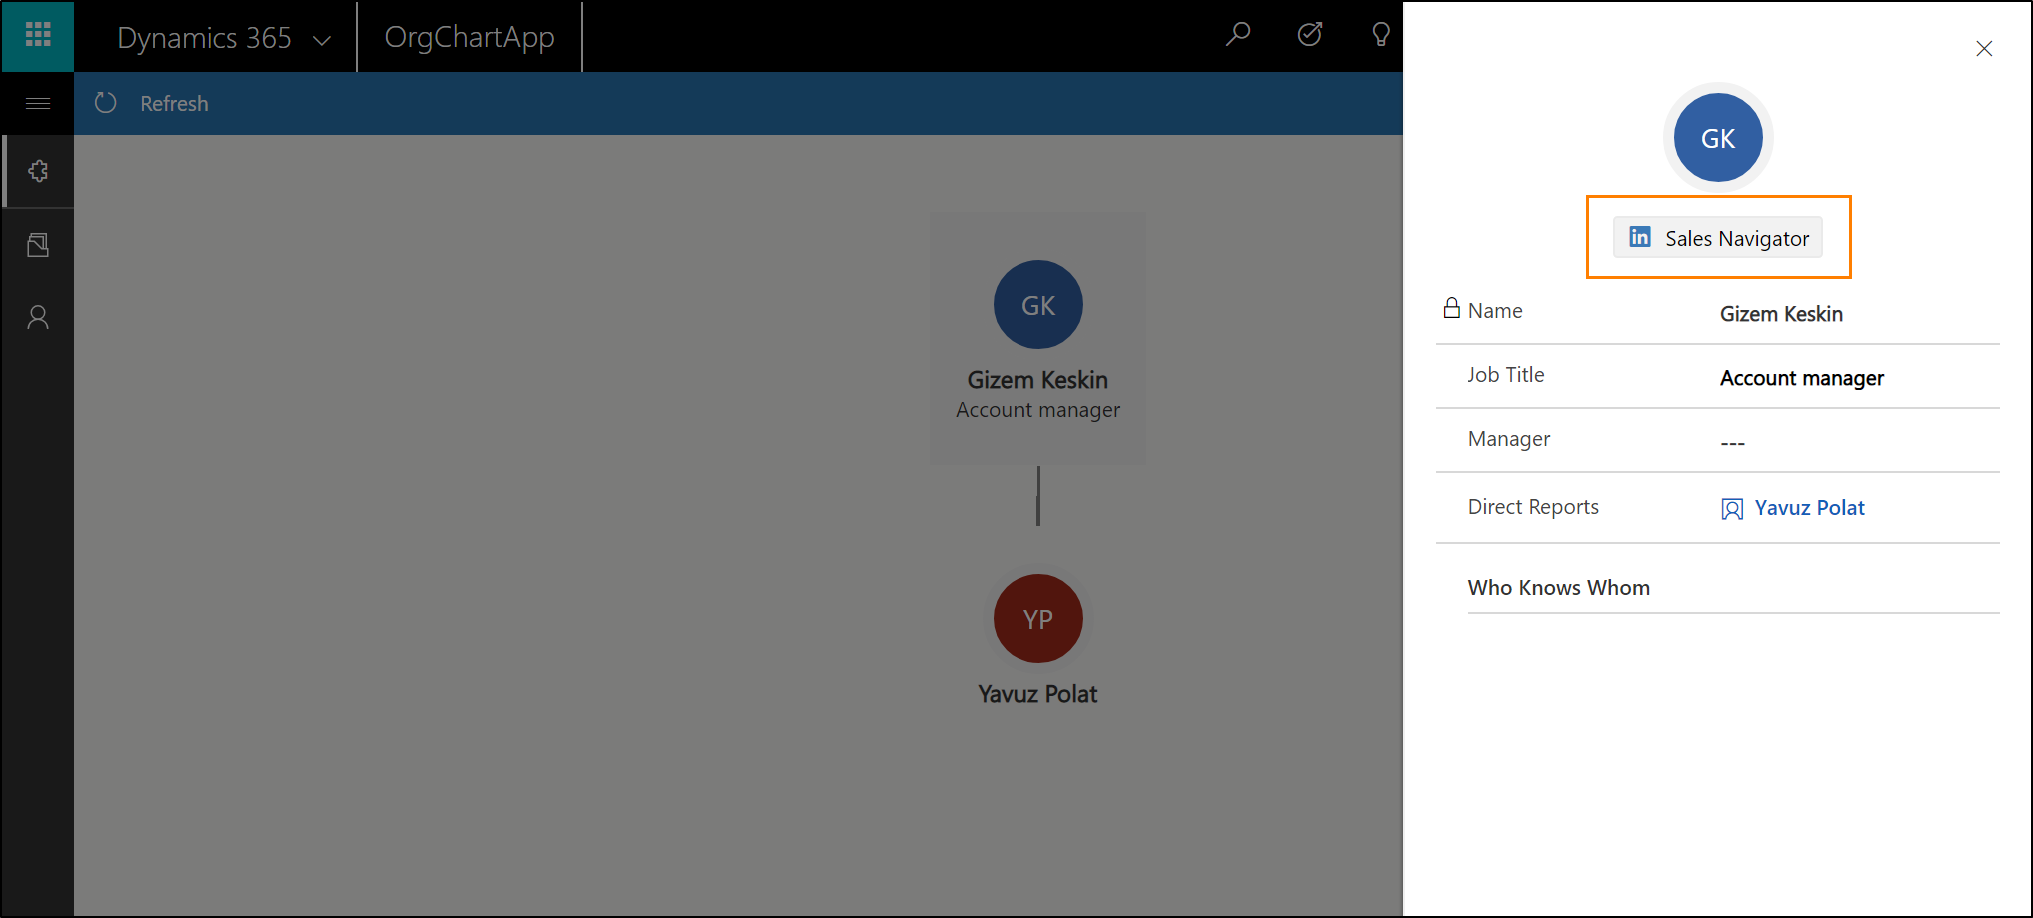 Dynamics 365
OrgChartApp
Refresh
GK
Gizem Keskin
Account manager
YP
Yavuz Polat
GK
in Sales Navigator
Name Gizem Keskin
Job Title Account manager
Manager ---
Direct Reports Yavuz Polat
Who Knows Whom